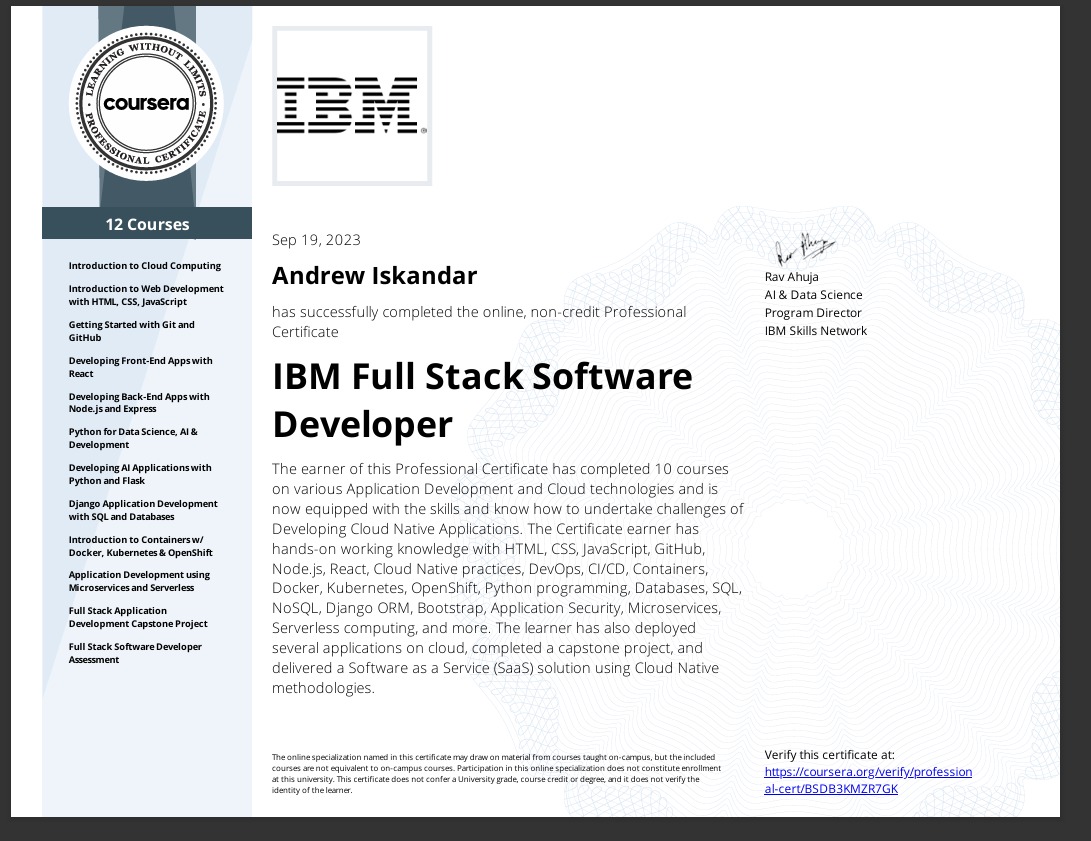 LEARNING WITHOUT LIMITS
coursera
PROFESSIONAL CERTIFICATE
IBM®
12 Courses
Introduction to Cloud Computing
Introduction to Web Development
with HTML, CSS, JavaScript
Getting Started with Git and
GitHub
Developing Front-End Apps with
React
Developing Back-End Apps with
Node.js and Express
Python for Data Science, AI &
Development
Developing AI Applications with
Python and Flask
Django Application Development
with SQL and Databases
Introduction to Containers w/
Docker, Kubernetes & OpenShift
Application Development using
Microservices and Serverless
Full Stack Application
Development Capstone Project
Full Stack Software Developer
Assessment
Sep 19, 2023
Andrew Iskandar
has successfully completed the online, non-credit Professional
Certificate
IBM Full Stack Software
Developer
The earner of this Professional Certificate has completed 10 courses
on various Application Development and Cloud technologies and is
now equipped with the skills and know how to undertake challenges of
Developing Cloud Native Applications. The Certificate earner has
hands-on working knowledge with HTML, CSS, JavaScript, GitHub,
Node.js, React, Cloud Native practices, DevOps, CI/CD, Containers,
Docker, Kubernetes, OpenShift, Python programming, Databases, SQL,
NoSQL, Django ORM, Bootstrap, Application Security, Microservices,
Serverless computing, and more. The learner has also deployed
several applications on cloud, completed a capstone project, and
delivered a Software as a Service (SaaS) solution using Cloud Native
methodologies.
Rav Ahuja
Rav Ahuja
AI & Data Science
Program Director
IBM Skills Network
The online specialization named in this certificate may draw on material from courses taught on-campus, but the included
courses are not equivalent to on-campus courses. Participation in this online specialization does not constitute enrollment
at this university. This certificate does not confer a University grade, course credit or degree, and it does not verify the
identity of the learner.
Verify this certificate at:
https://coursera.org/verify/profession
al-cert/BSDB3KMZR7GK